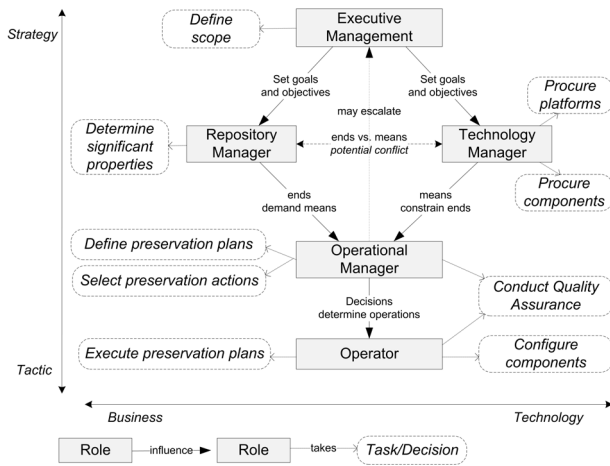 Strategy
Define
scope
Executive
Management
Set goals
and objectives
Set goals
and objectives
may escalate
Procure
platforms
Determine
significant
properties
Repository
Manager
ends vs. means
potential conflict
Technology
Manager
Procure
components
ends
demand means
means
constrain ends
Define preservation plans
Select preservation actions
Operational
Manager
Conduct Quality
Assurance
Decisions
determine operations
Execute preservation plans
Operator
Configure
components
Tactic
Business
Technology
Role
influence
Role
takes
Task/Decision